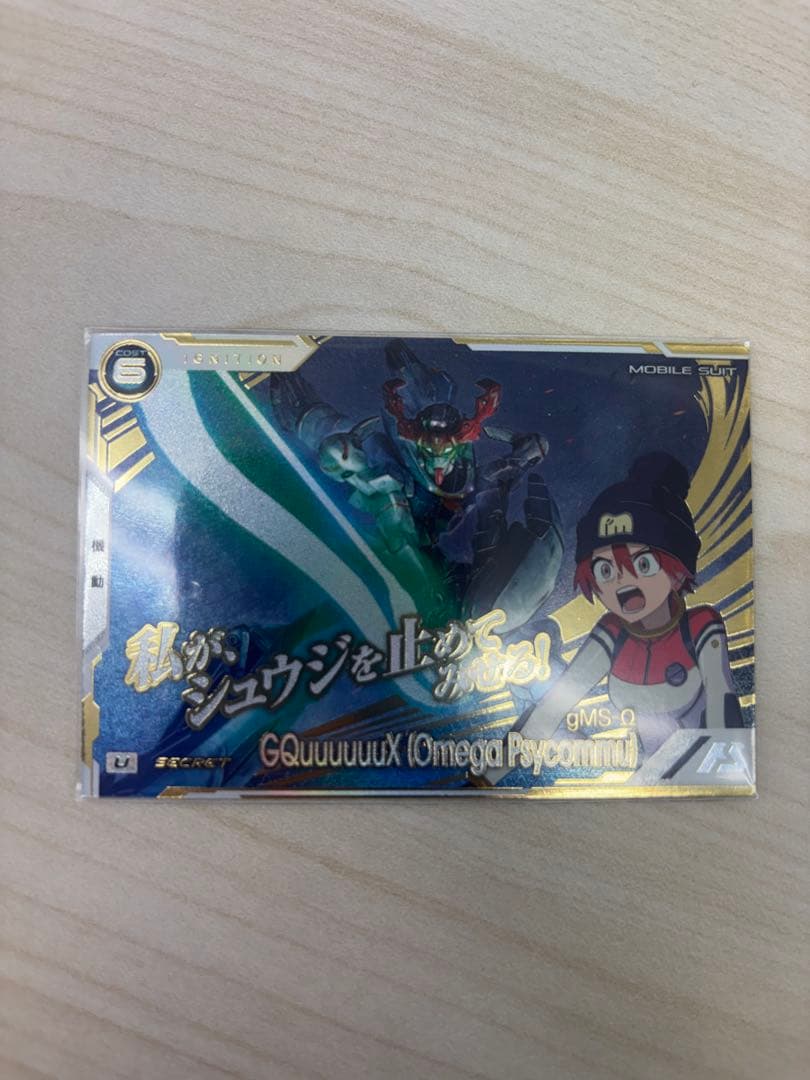 COST
6
IGNITION
MOBILE SUIT
機動
I'm
私が、
シュウジを止めて
みせる!
gMS-Ω
GQuuuuuuX (Omega Psycommu)
U
SECRET